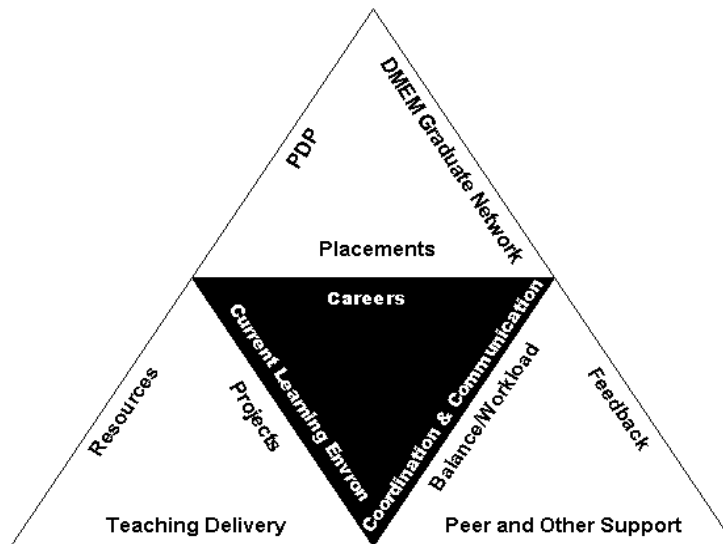 PDP
DMEM Graduate Network
Placements
Careers
Current Learning Envron
Coordination & Communication
Resources
Projects
Balance/Workload
Feedback
Teaching Delivery
Peer and Other Support